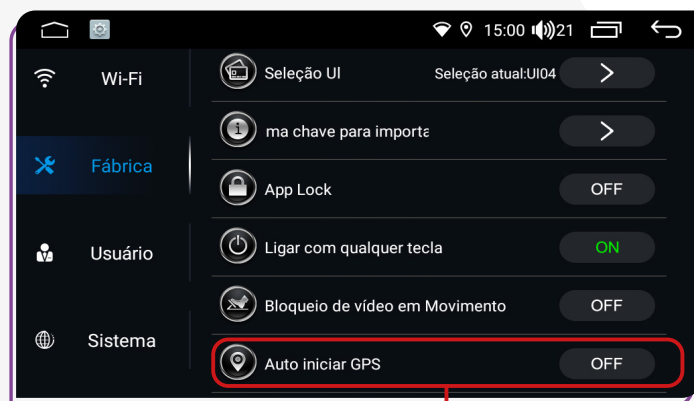 15:00 21
Wi-Fi
Seleção UI Seleção atual:UI04
ma chave para importa
Fábrica
App Lock OFF
Usuário
Ligar com qualquer tecla ON
Bloqueio de vídeo em Movimento OFF
Sistema
Auto iniciar GPS OFF